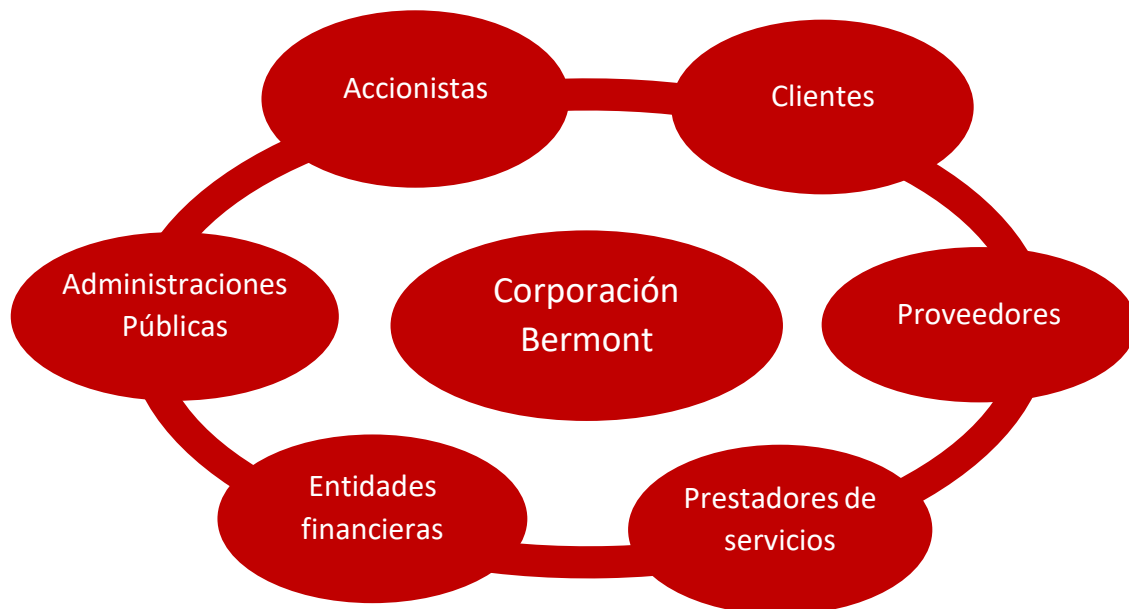 Accionistas
Clientes
Administraciones
Públicas
Corporación
Bermont
Proveedores
Entidades
financieras
Prestadores de
servicios